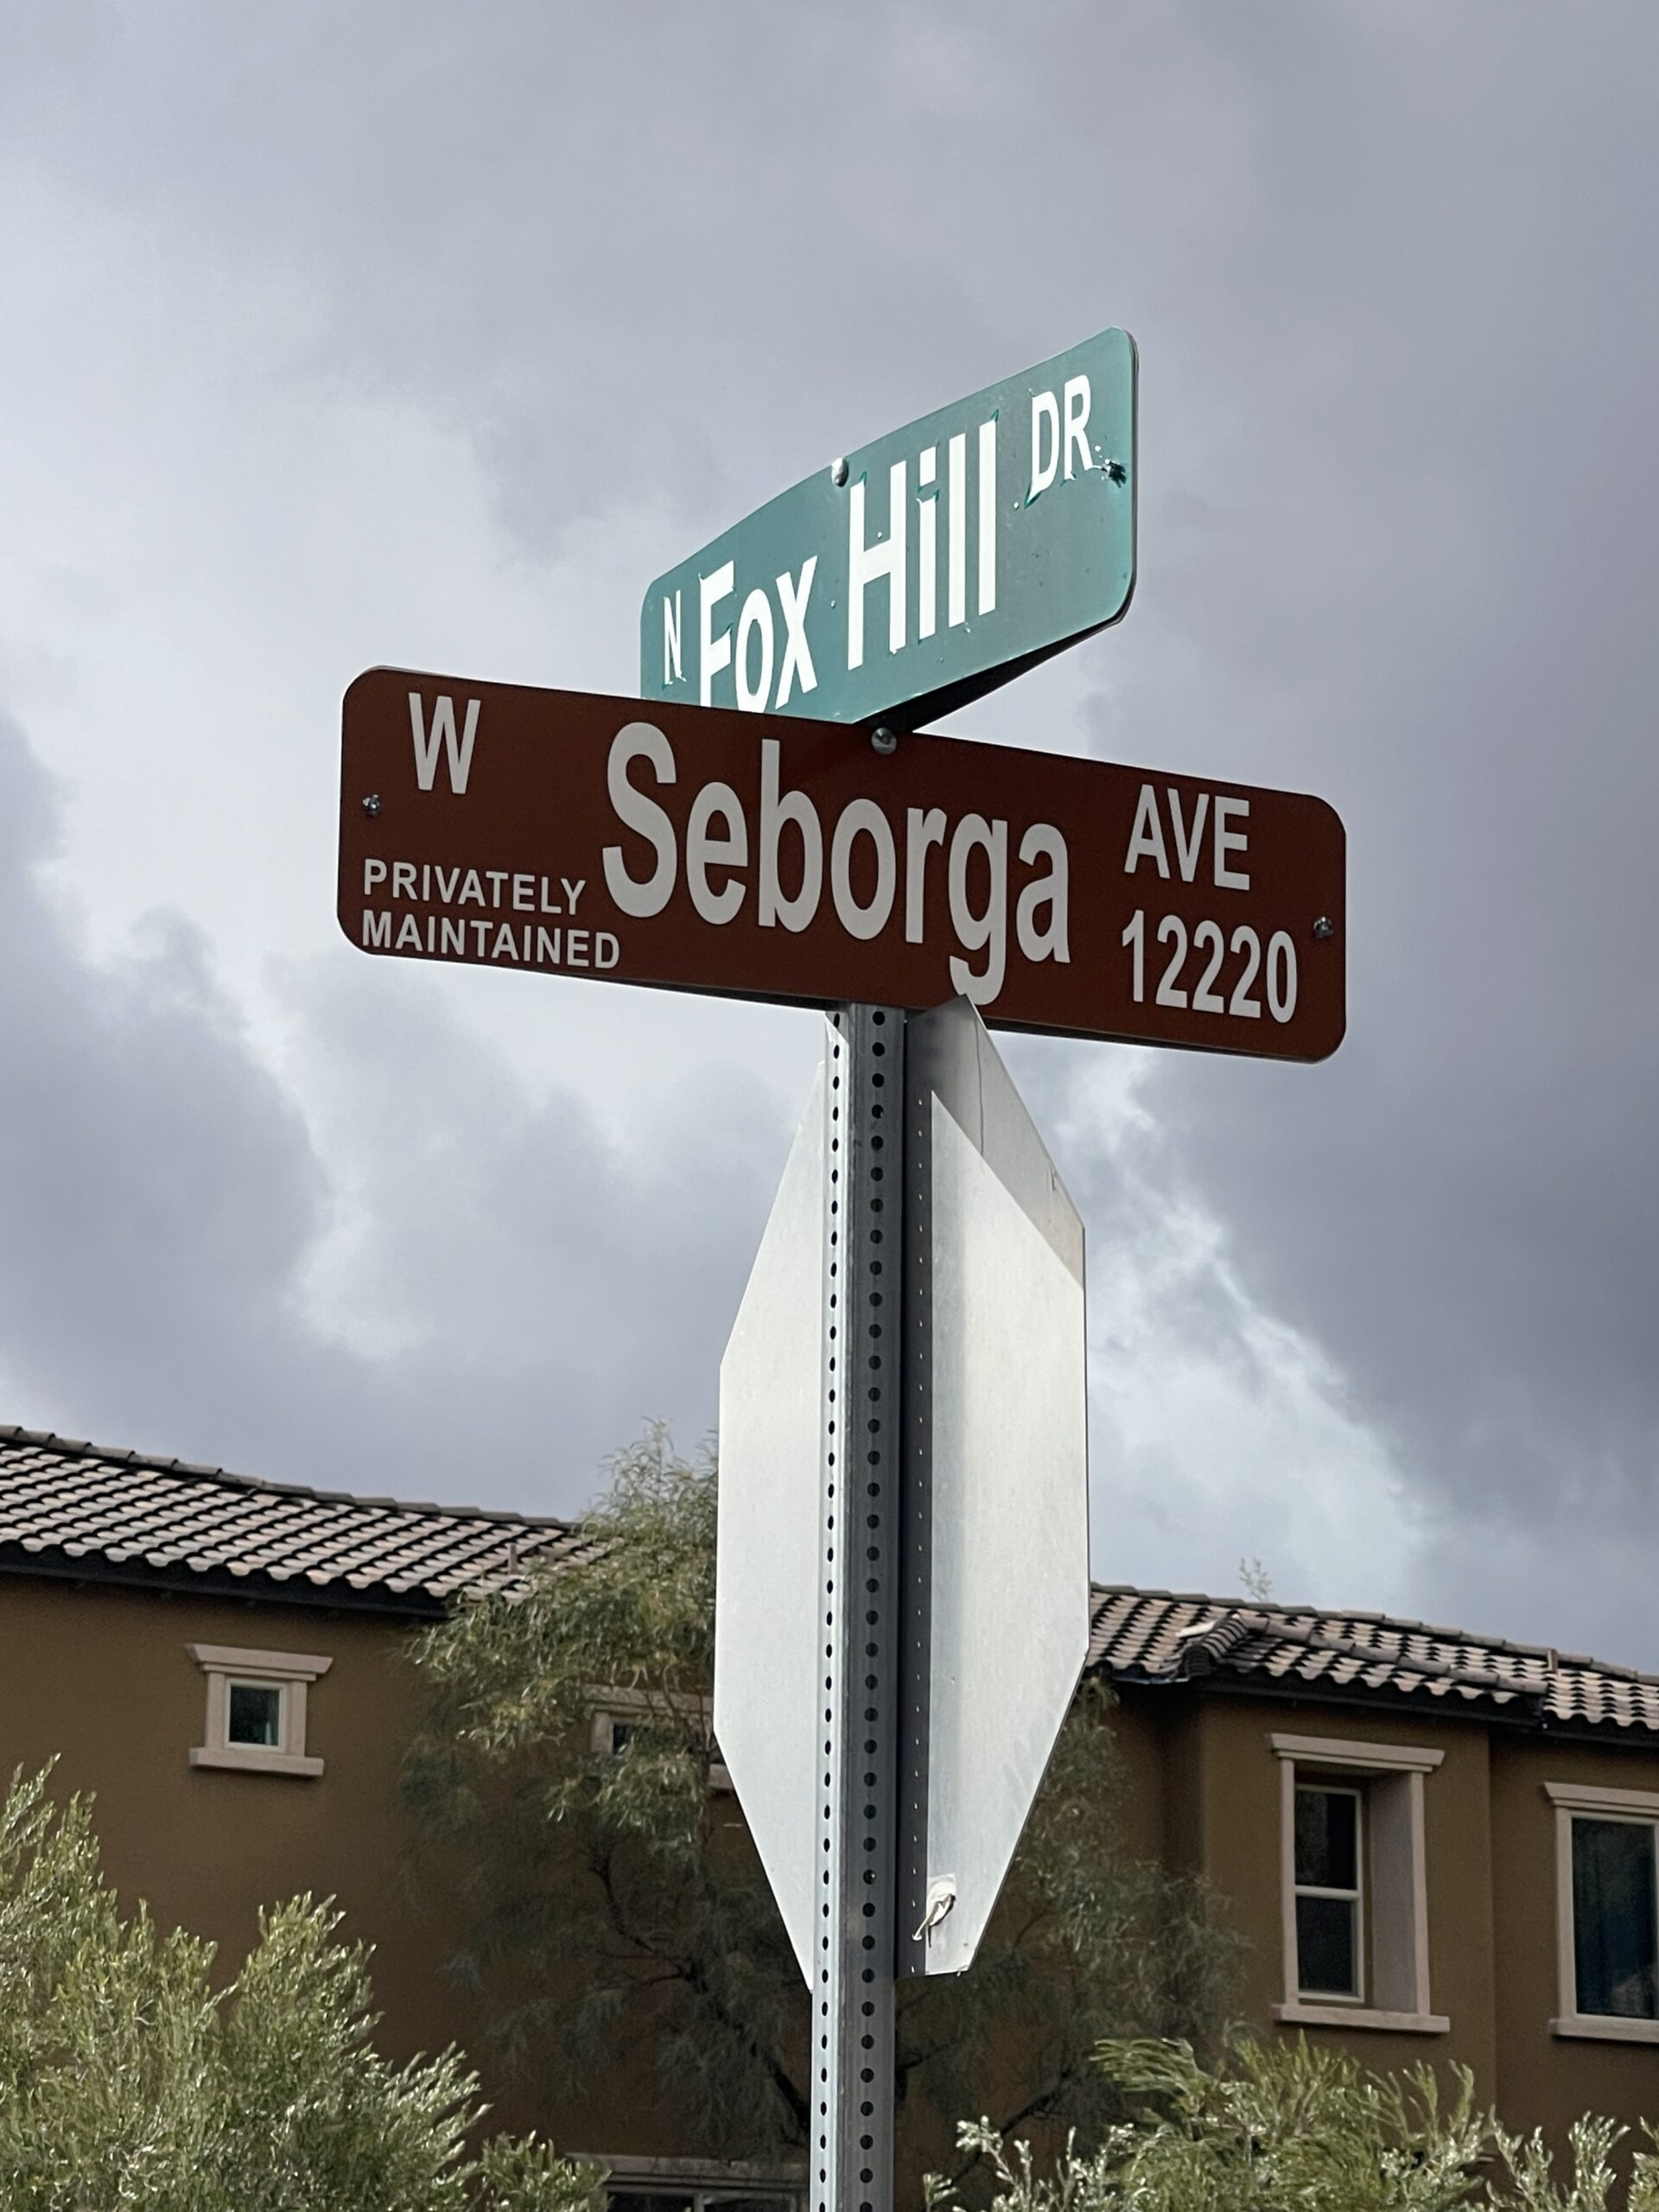 N Fox Hill DR
W Seborga AVE
PRIVATELY
MAINTAINED
12220